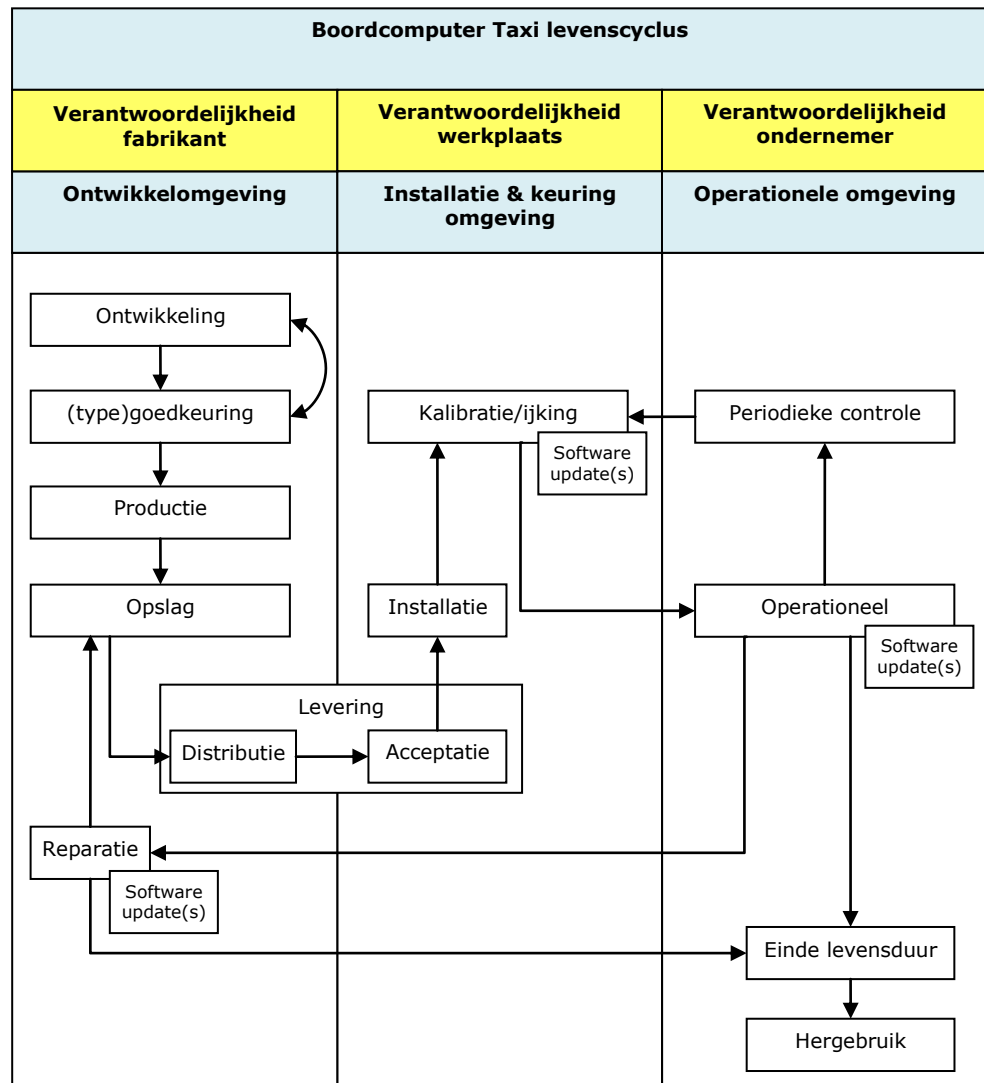 Boordcomputer Taxi levenscyclus
Verantwoordelijkheid
fabrikant
Verantwoordelijkheid
werkplaats
Verantwoordelijkheid
ondernemer
Ontwikkelomgeving
Installatie & keuring
omgeving
Operationele omgeving
Ontwikkeling
(type)goedkeuring
Kalibratie/ijking
Periodieke controle
Software
update(s)
Productie
Opslag
Installatie
Operationeel
Software
update(s)
Levering
Distributie
Acceptatie
Reparatie
Software
update(s)
Einde levensduur
Hergebruik